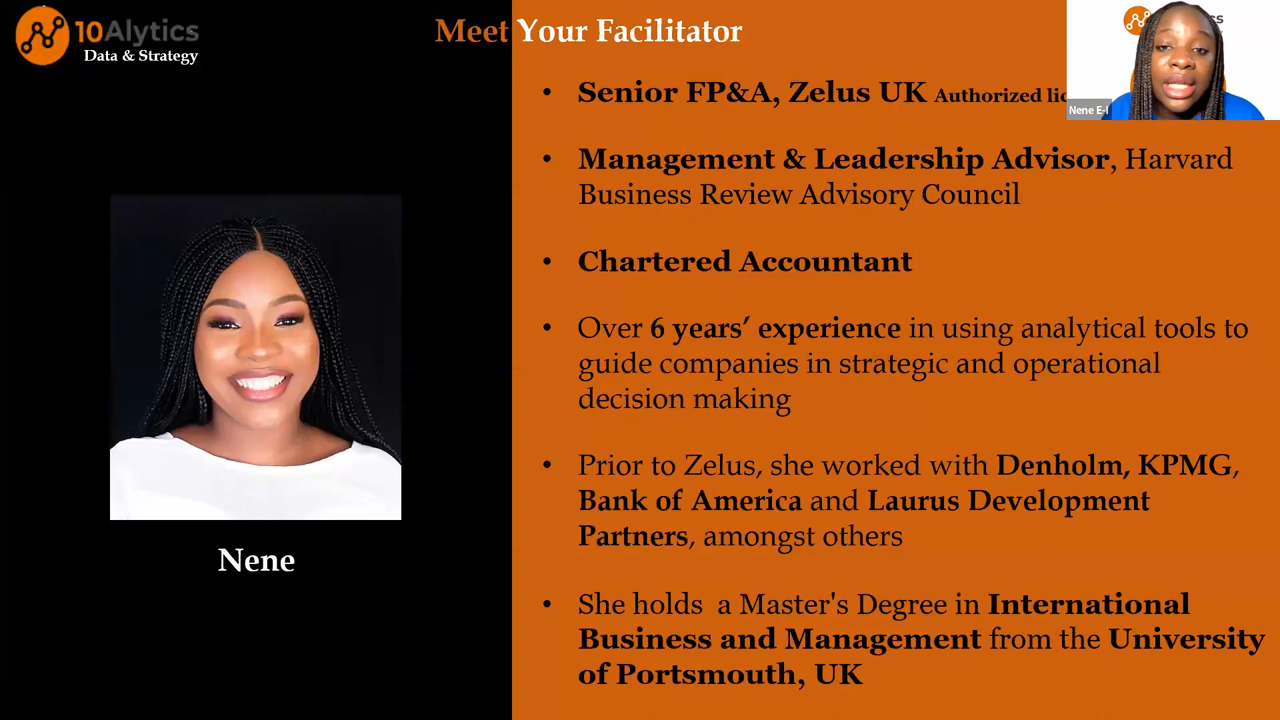 10Alytics
Data & Strategy
Meet Your Facilitator
• Senior FP&A, Zelus UK Authorized
Nene E-I
• Management & Leadership Advisor, Harvard
Business Review Advisory Council
• Chartered Accountant
• Over 6 years’ experience in using analytical tools to
guide companies in strategic and operational
decision making
• Prior to Zelus, she worked with Denholm, KPMG,
Bank of America and Laurus Development
Partners, amongst others
• She holds  a Master's Degree in International
Business and Management from the University
of Portsmouth, UK
Nene